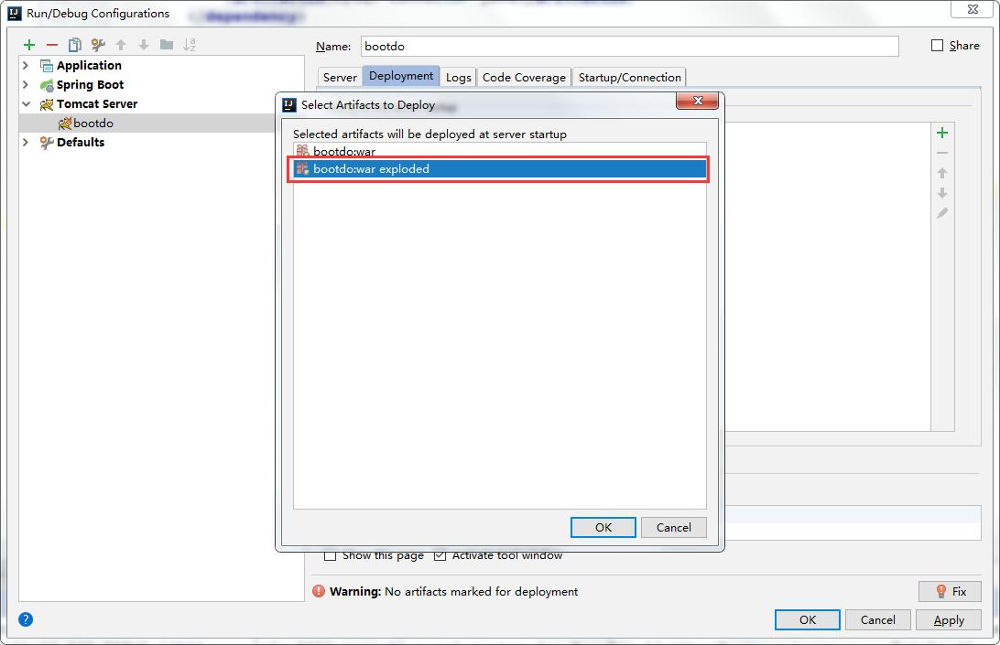 Run/Debug Configurations
Name: bootdo
Share
Application
Spring Boot
Tomcat Server
bootdo
Defaults
Server Deployment Logs Code Coverage Startup/Connection
Select Artifacts to Deploy
Selected artifacts will be deployed at server startup
bootdo:war
bootdo:war exploded
OK Cancel
Show this page Activate tool window
Warning: No artifacts marked for deployment
Fix
? OK Cancel Apply